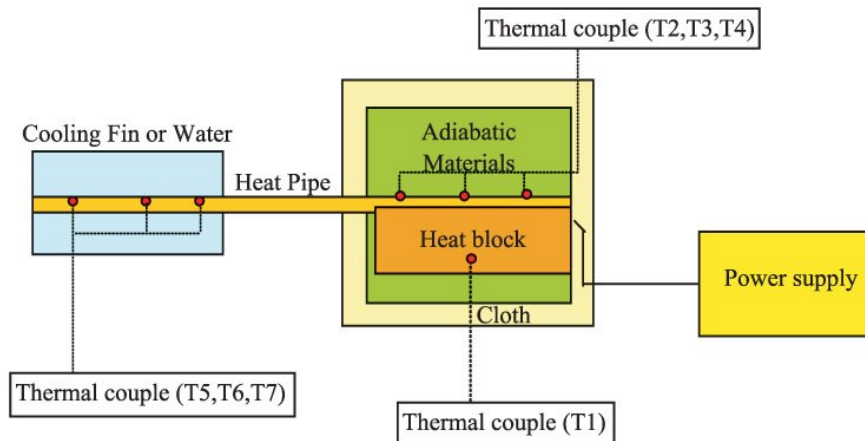 Thermal couple (T2,T3,T4)
Cooling Fin or Water
Adiabatic
Materials
Heat Pipe
Heat block
Power supply
Cloth
Thermal couple (T5,T6,T7)
Thermal couple (T1)